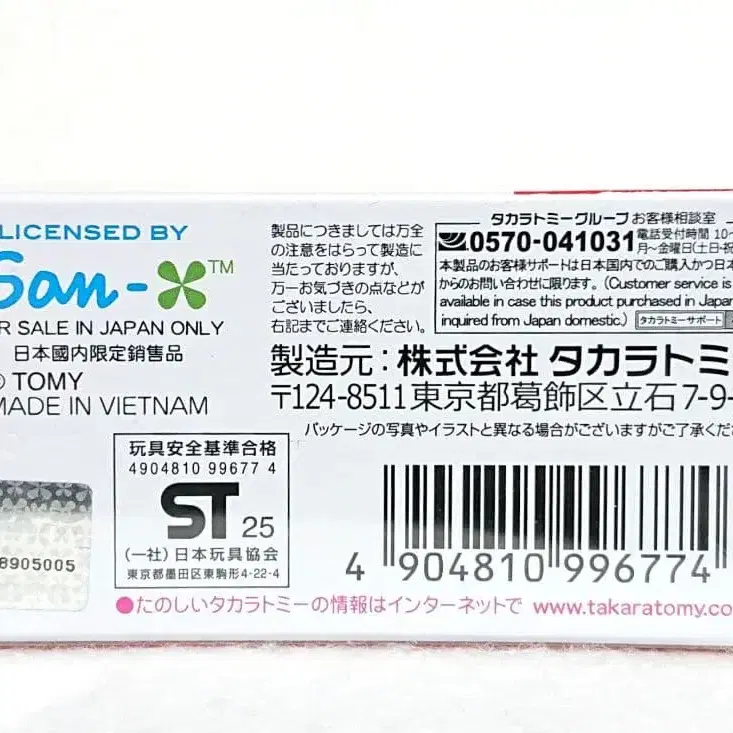 LICENSED BY
San-X™
R SALE IN JAPAN ONLY
日本國内限定銷售品
© TOMY
MADE IN VIETNAM
8905005
玩具安全基準合格
4904810 99677 4
ST 25
(一社)日本玩具協会
東京都墨田区東駒形4-22-4
製品につきましては万全
の注意をはらって製造に
当たっておりますが、
万一お気づきの点などが
ございましたら、
右記までご連絡ください。
タカラトミーグループ お客様相談室
0570-041031 電話受付時間 10~
月~金曜日(土・日・祝
本製品のお客様サポートは日本国内でのご購入かつ日本
からのお問い合わせに限ります。(Customer service is
available in case this product purchased in Japan
inquired from Japan domestic.) タカラトミーサポート
製造元:株式会社 タカラトミ
〒124-8511 東京都葛飾区立石7-9-
パッケージの写真やイラストと異なる場合がございますがご了承くださ
4 904810 996774
●たのしいタカラトミーの情報はインターネットで www.takaratomy.co